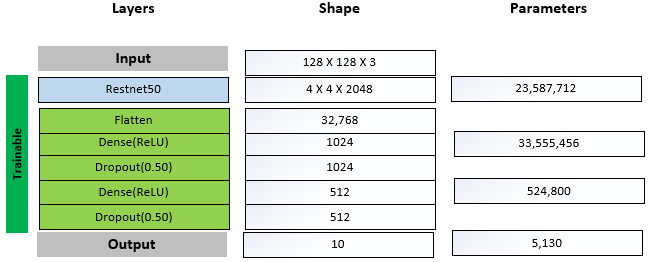 Layers Shape Parameters
Input 128 X 128 X 3
Restnet50 4 X 4 X 2048 23,587,712
Flatten 32,768
Dense(ReLU) 1024 33,555,456
Dropout(0.50) 1024
Dense(ReLU) 512 524,800
Dropout(0.50) 512
Output 10 5,130
Trainable